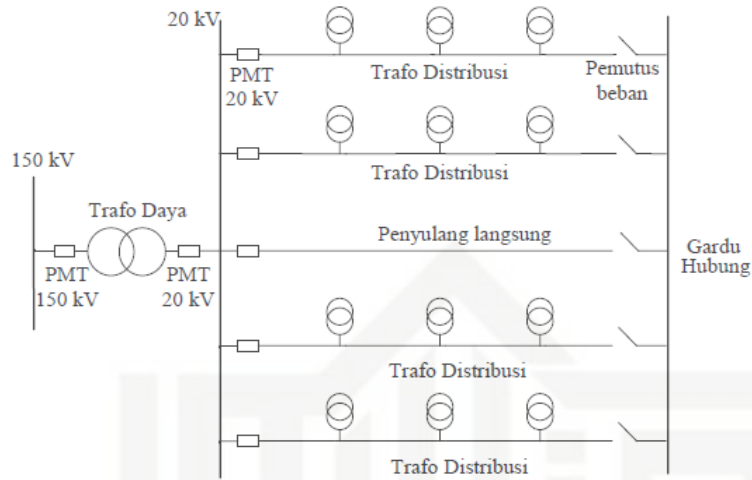 20 kV
PMT
20 kV
Trafo Distribusi
Pemutus
beban
Trafo Distribusi
150 kV
Trafo Daya
PMT
150 kV
PMT
20 kV
Penyulang langsung
Gardu
Hubung
Trafo Distribusi
Trafo Distribusi